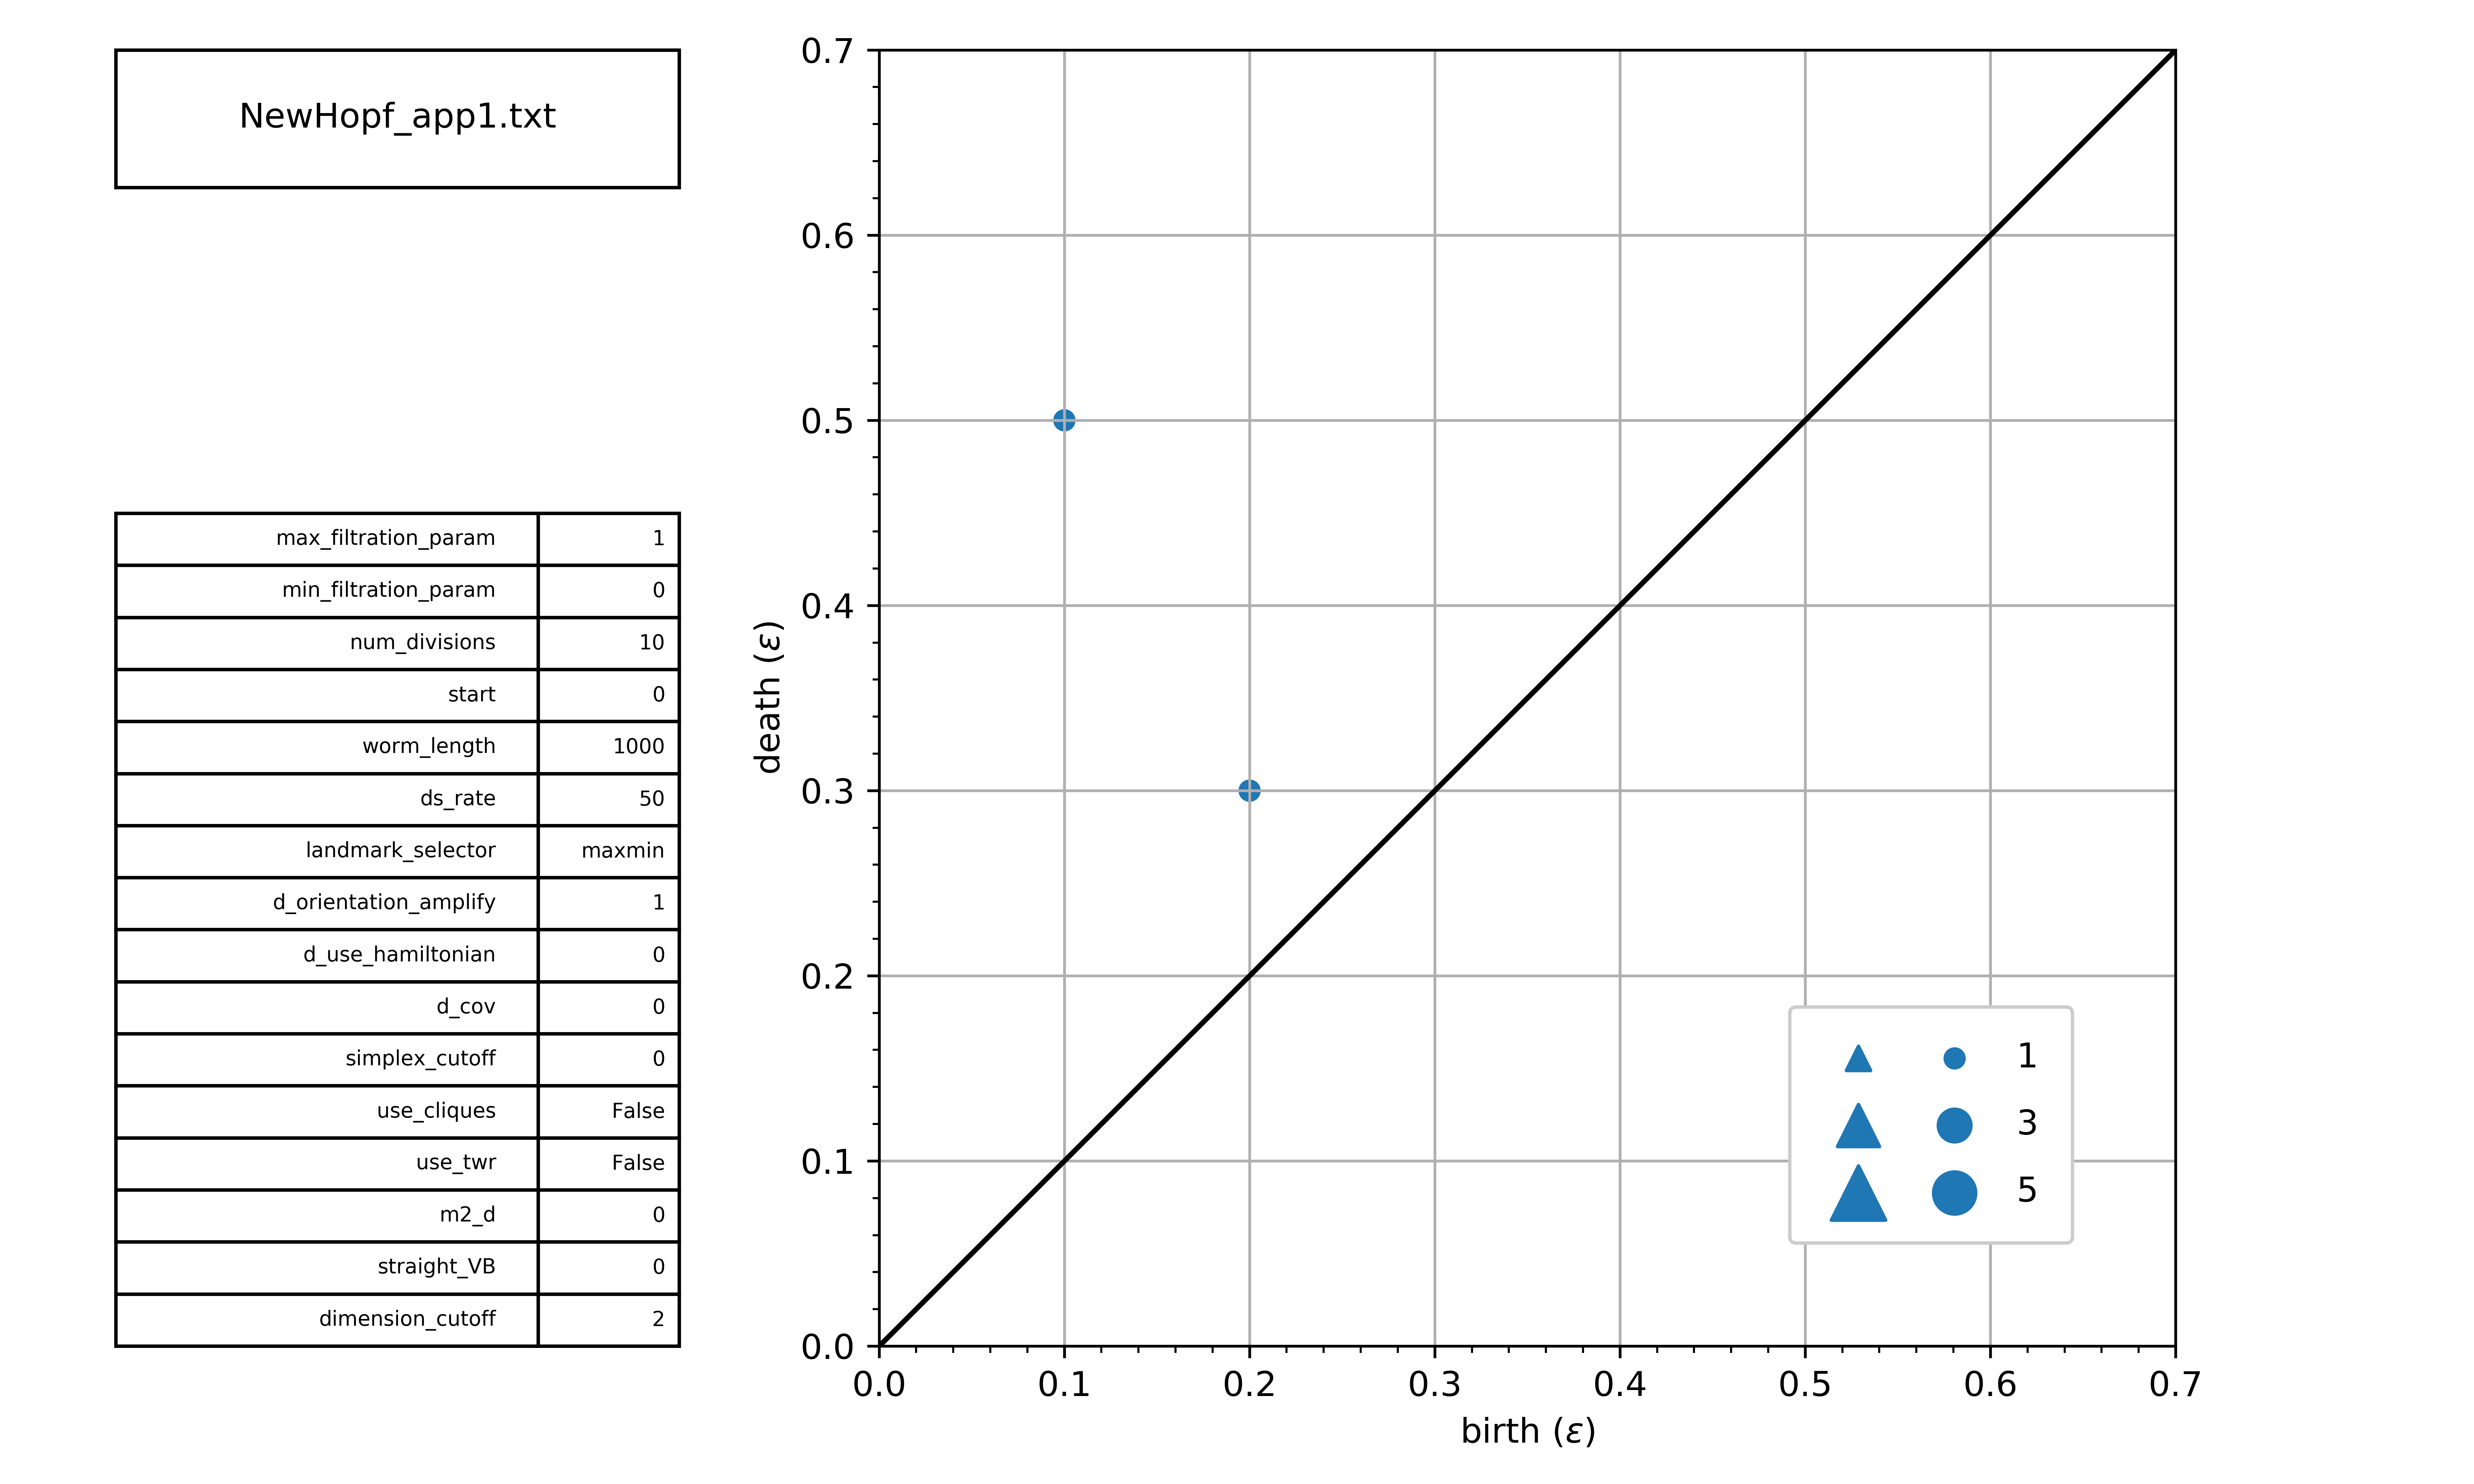 NewHopf_app1.txt
max_filtration_param 1
min_filtration_param 0
num_divisions 10
start 0
worm_length 1000
ds_rate 50
landmark_selector maxmin
d_orientation_amplify 1
d_use_hamiltonian 0
d_cov 0
simplex_cutoff 0
use_cliques False
use_twr False
m2_d 0
straight_VB 0
dimension_cutoff 2
death (ε)
0.7
0.6
0.5
0.4
0.3
0.2
0.1
0.0
0.0 0.1 0.2 0.3 0.4 0.5 0.6 0.7
birth (ε)
1
3
5